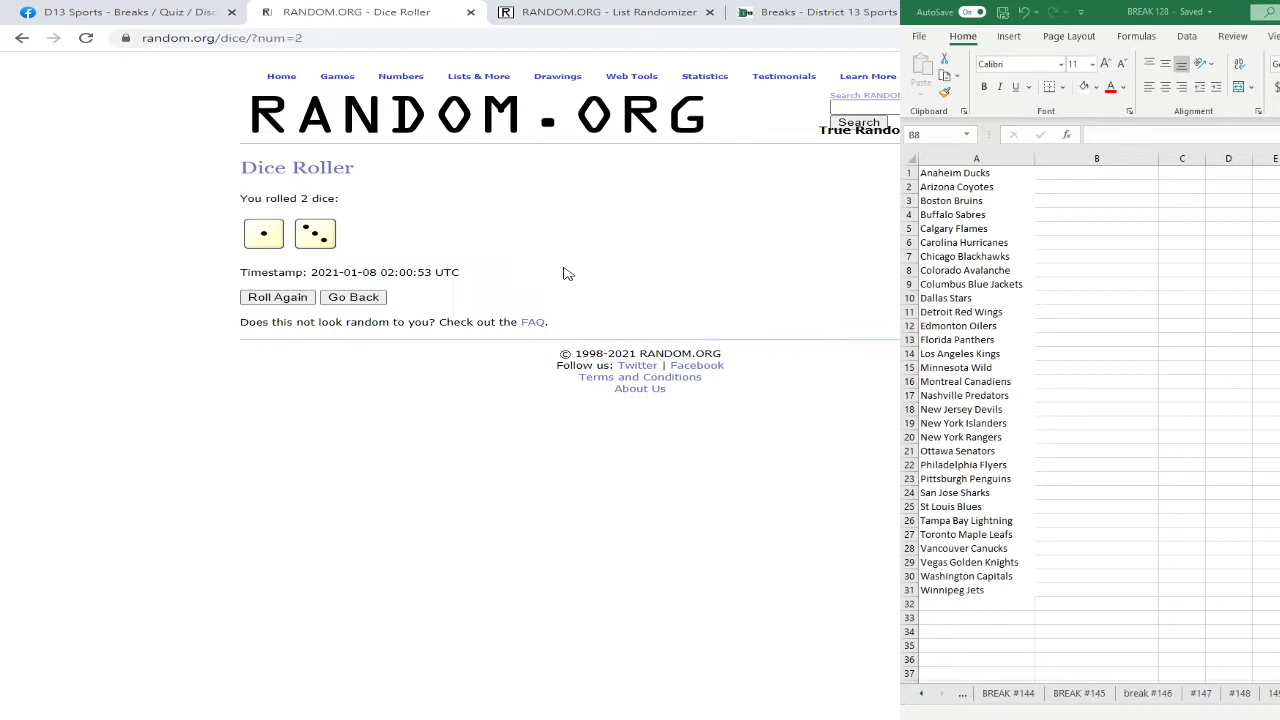 D13 Sports - Breaks / Quiz / Disc
RANDOM.ORG - Dice Roller
RANDOM.ORG - List Randomizer
Breaks - District 13 Sports
random.org/dice/?num=2
Home Games Numbers Lists & More Drawings Web Tools Statistics Testimonials Learn More
Search RANDOM
RANDOM.ORG
Search
True Rando
Dice Roller
You rolled 2 dice:
Timestamp: 2021-01-08 02:00:53 UTC
Roll Again Go Back
Does this not look random to you? Check out the FAQ.
© 1998-2021 RANDOM.ORG
Follow us: Twitter | Facebook
Terms and Conditions
About Us
AutoSave On BREAK 128 - Saved
File Home Insert Page Layout Formulas Data Review
Paste Calibri 11
B I U
Clipboard Font Alignment
B8 fx
A B C D E
1 Anaheim Ducks
2 Arizona Coyotes
3 Boston Bruins
4 Buffalo Sabres
5 Calgary Flames
6 Carolina Hurricanes
7 Chicago Blackhawks
8 Colorado Avalanche
9 Columbus Blue Jackets
10 Dallas Stars
11 Detroit Red Wings
12 Edmonton Oilers
13 Florida Panthers
14 Los Angeles Kings
15 Minnesota Wild
16 Montreal Canadiens
17 Nashville Predators
18 New Jersey Devils
19 New York Islanders
20 New York Rangers
21 Ottawa Senators
22 Philadelphia Flyers
23 Pittsburgh Penguins
24 San Jose Sharks
25 St Louis Blues
26 Tampa Bay Lightning
27 Toronto Maple Leafs
28 Vancouver Canucks
29 Vegas Golden Knights
30 Washington Capitals
31 Winnipeg Jets
32
33
34
35
36
37
... BREAK #144 BREAK #145 break #146 #147 #148 149